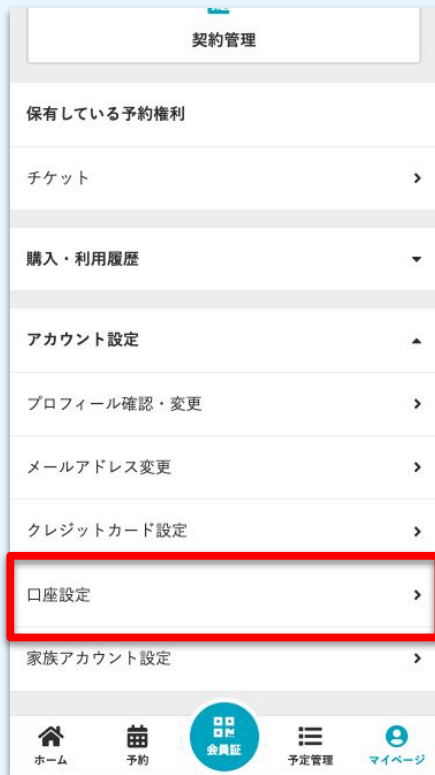 契約管理
保有している予約権利
チケット
購入・利用履歴
アカウント設定
プロフィール確認・変更
メールアドレス変更
クレジットカード設定
口座設定
家族アカウント設定
ホーム
予約
会員証
予定管理
マイページ